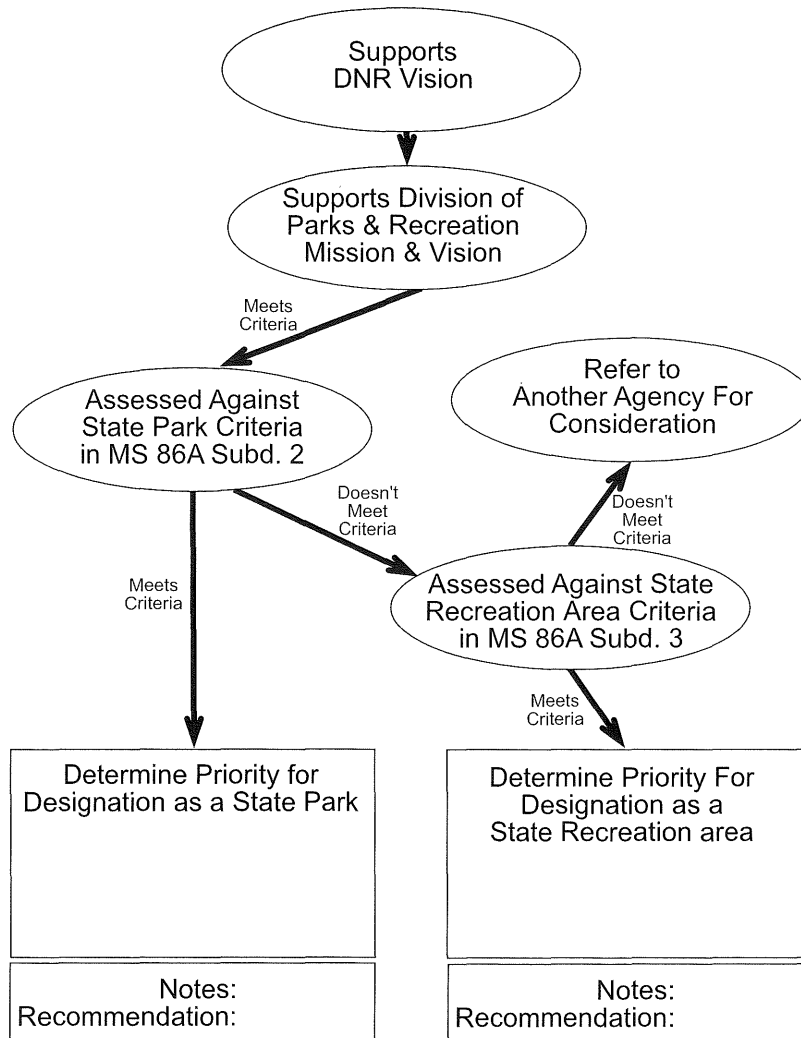 Supports
DNR Vision
Supports Division of
Parks & Recreation
Mission & Vision
Meets
Criteria
Assessed Against
State Park Criteria
in MS 86A Subd. 2
Refer to
Another Agency For
Consideration
Doesn't
Meet
Criteria
Doesn't
Meet
Criteria
Meets
Criteria
Assessed Against State
Recreation Area Criteria
in MS 86A Subd. 3
Meets
Criteria
Determine Priority for
Designation as a State Park
Determine Priority For
Designation as a
State Recreation area
Notes:
Recommendation:
Notes:
Recommendation: